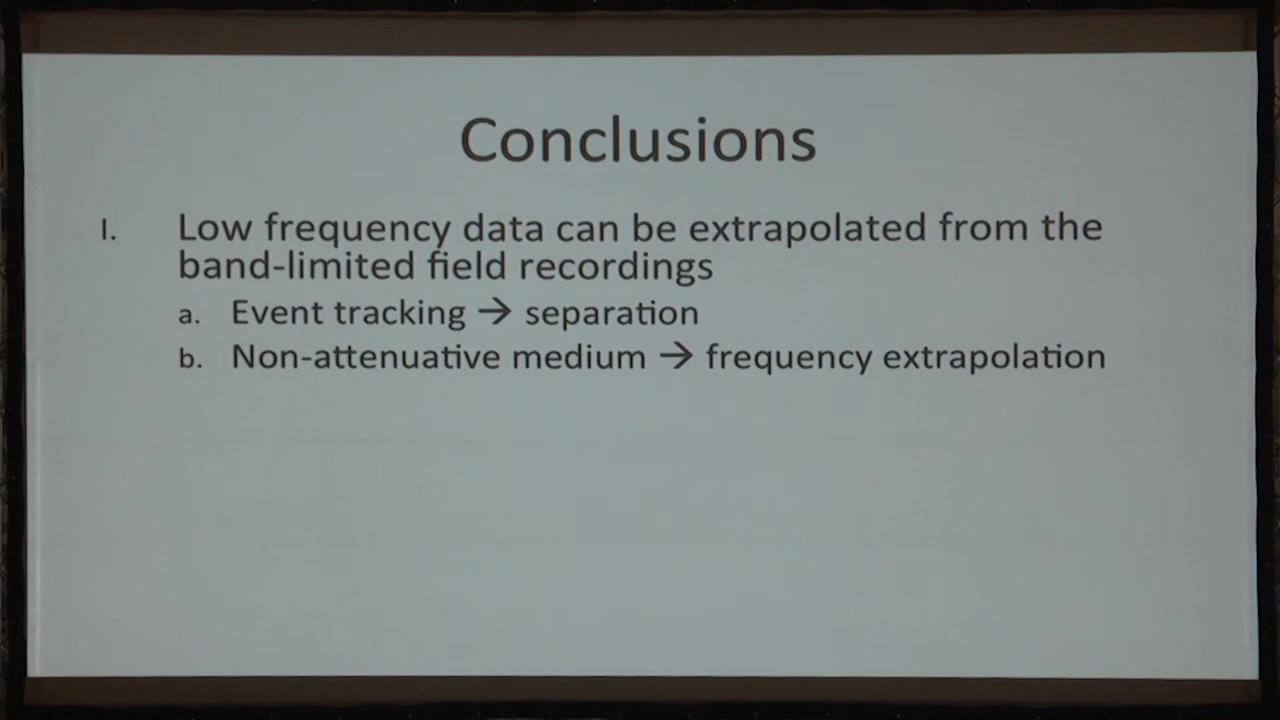 Conclusions
I. Low frequency data can be extrapolated from the
band-limited field recordings
a. Event tracking → separation
b. Non-attenuative medium → frequency extrapolation